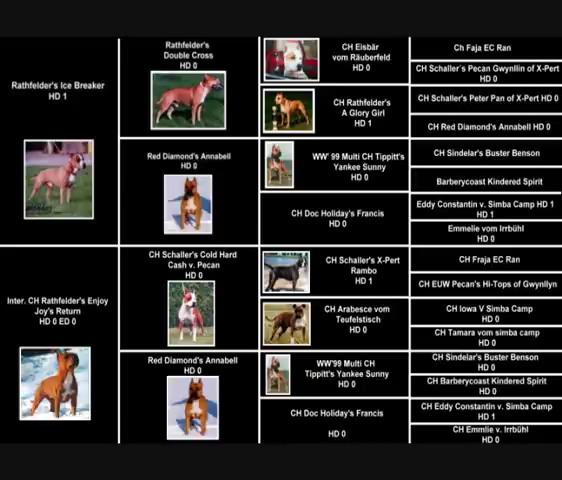 Rathfelder's Ice Breaker
HD 1
Inter. CH Rathfelder's Enjoy
Joy's Return
HD 0 ED 0
Rathfelder's
Double Cross
HD 0
Red Diamond's Annabell
HD 0
CH Schaller's Cold Hard
Cash v. Pecan
HD 0
Red Diamond's Annabell
HD 0
CH Eisbär
vom Räuberfeld
HD 0
CH Rathfelder's
A Glory Girl
HD 1
WW' 99 Multi CH Tippitt's
Yankee Sunny
HD 0
CH Doc Holiday's Francis
HD 0
CH Schaller's X-Pert
Rambo
HD 1
CH Arabesce vom
Teufelstisch
HD 0
WW'99 Multi CH
Tippitt's Yankee Sunny
HD 0
CH Doc Holiday's Francis
HD 0
Ch Faja EC Ran
CH Schaller´s Pecan Gwynllin of X-Pert
HD 0
CH Schaller's Peter Pan of X-Pert HD 0
CH Red Diamond's Annabell HD 0
CH Sindelar's Buster Benson
Barberycoast Kindered Spirit
Eddy Constantin v. Simba Camp HD 1
HD 1
Emmelie vom Irrbühl
HD 0
CH Fraja EC Ran
CH EUW Pecan's Hi-Tops of Gwynllyn
CH Iowa V Simba Camp
HD 0
CH Tamara vom simba camp
HD 0
CH Sindelar's Buster Benson
HD 0
CH Barberycoast Kindered Spirit
HD 0
CH Eddy Constantin v. Simba Camp
HD 1
CH Emmlie v. Irrbühl
HD 0